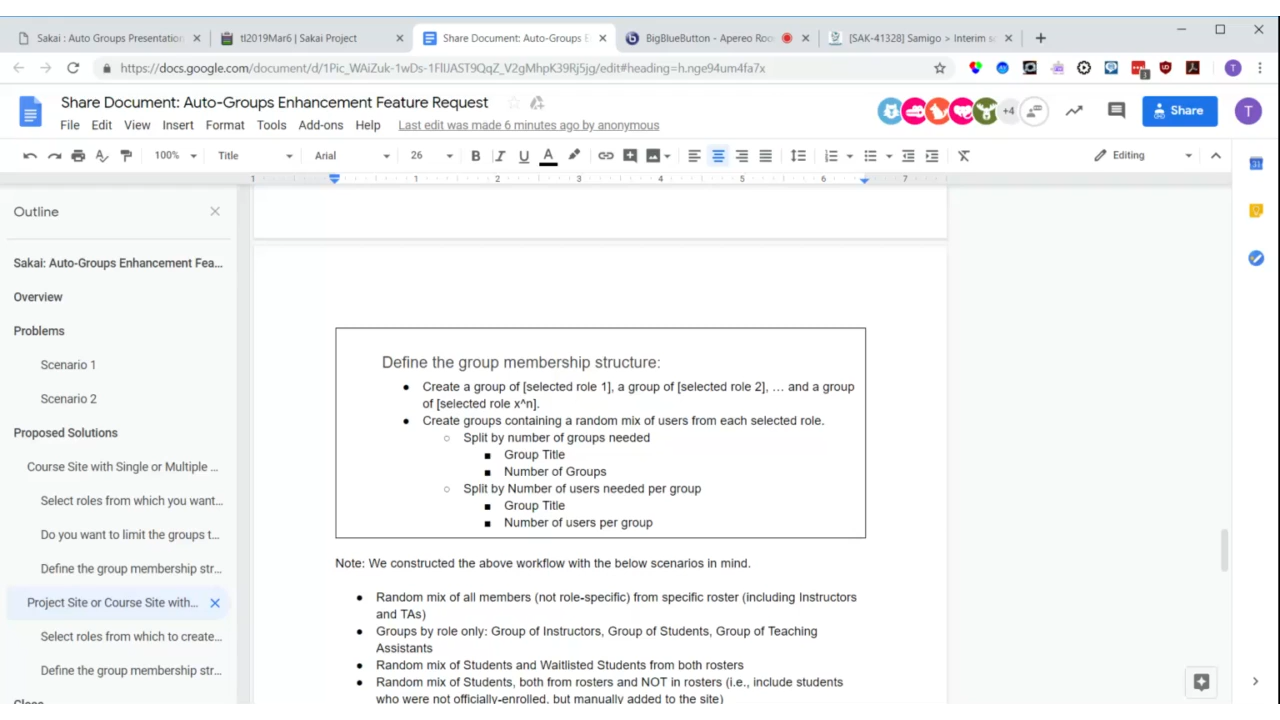 Sakai : Auto Groups Presentation
tl2019Mar6 | Sakai Project
Share Document: Auto-Groups E
BigBlueButton - Apereo Roo
[SAK-41328] Samigo > Interim s
https://docs.google.com/document/d/1Pic_WAiZuk-1wDs-1FlUAST9QqZ_V2gMhpK39Rj5jg/edit#heading=h.nge94um4fa7x
Share Document: Auto-Groups Enhancement Feature Request
+4
Share
T
File Edit View Insert Format Tools Add-ons Help Last edit was made 6 minutes ago by anonymous
100% Title Arial 26 B I U A Editing
1 1 2 3 4 5 6 7
Outline
Sakai: Auto-Groups Enhancement Fea...
Overview
Problems
Scenario 1
Scenario 2
Proposed Solutions
Course Site with Single or Multiple ...
Select roles from which you want...
Do you want to limit the groups t...
Define the group membership str...
Project Site or Course Site with...
Select roles from which to create...
Define the group membership str...
Close
Define the group membership structure:
● Create a group of [selected role 1], a group of [selected role 2], … and a group
of [selected role x^n].
● Create groups containing a random mix of users from each selected role.
○ Split by number of groups needed
■ Group Title
■ Number of Groups
○ Split by Number of users needed per group
■ Group Title
■ Number of users per group
Note: We constructed the above workflow with the below scenarios in mind.
● Random mix of all members (not role-specific) from specific roster (including Instructors
and TAs)
● Groups by role only: Group of Instructors, Group of Students, Group of Teaching
Assistants
● Random mix of Students and Waitlisted Students from both rosters
● Random mix of Students, both from rosters and NOT in rosters (i.e., include students
who were not officially-enrolled, but manually added to the site)